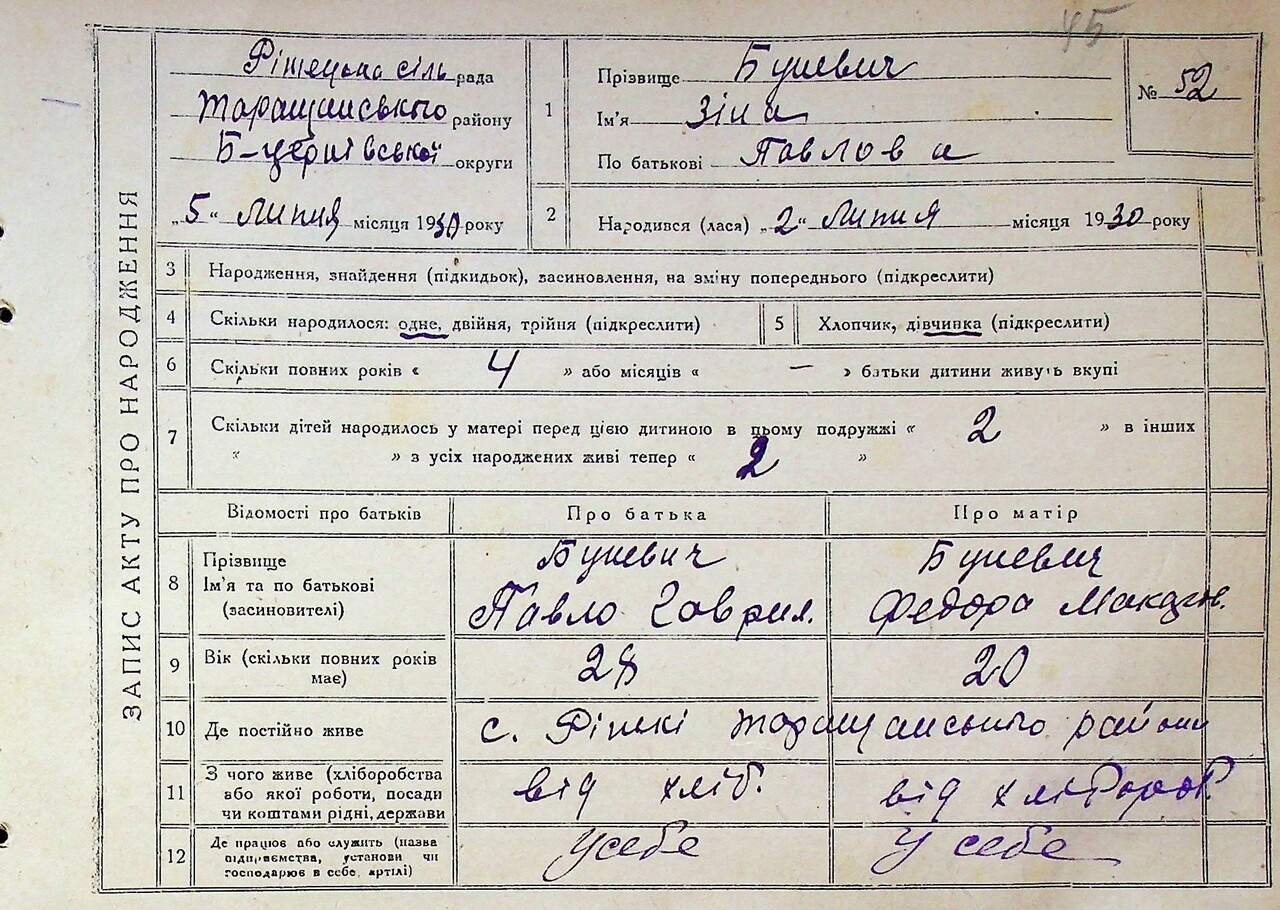 45
ЗАПИС АКТУ ПРО НАРОДЖЕННЯ
сіль рада
Таращанського району
Б-церківської округи
„5“ Липня місяця 1930 року
1
Прізвище Буневич
Ім'я Зіна
По батькові Павлова
№ 52
2
Народився (лася) „2“ Липня місяця 1930 року
3 Народження, знайдення (підкидьок), засиновлення, на зміну попереднього (підкреслити)
4 Скільки народилося: одне, двійня, трійня (підкреслити)
5 Хлопчик, дівчинка (підкреслити)
6 Скільки повних років « 4 » або місяців « — » батьки дитини живуть вкупі
7 Скільки дітей народилось у матері перед цією дитиною в цьому подружжі « 2 » в інших
« » з усіх народжених живі тепер « 2 »
Відомості про батьків Про батька Про матір
8 Прізвище
Ім'я та по батькові
(засиновителі)
Буневич
Павло Гаврил.
Буневич
Федора
9 Вік (скільки повних років
має)
28
20
10 Де постійно живе с. Таращанського району
11 З чого живе (хліборобства
або якої роботи, посади
чи коштами рідні, держави
від хліб.
від хлібороб.
12 Де працює або служить (назва
підприємства, установи чи
господарює в себе, артілі)
У себе
У себе